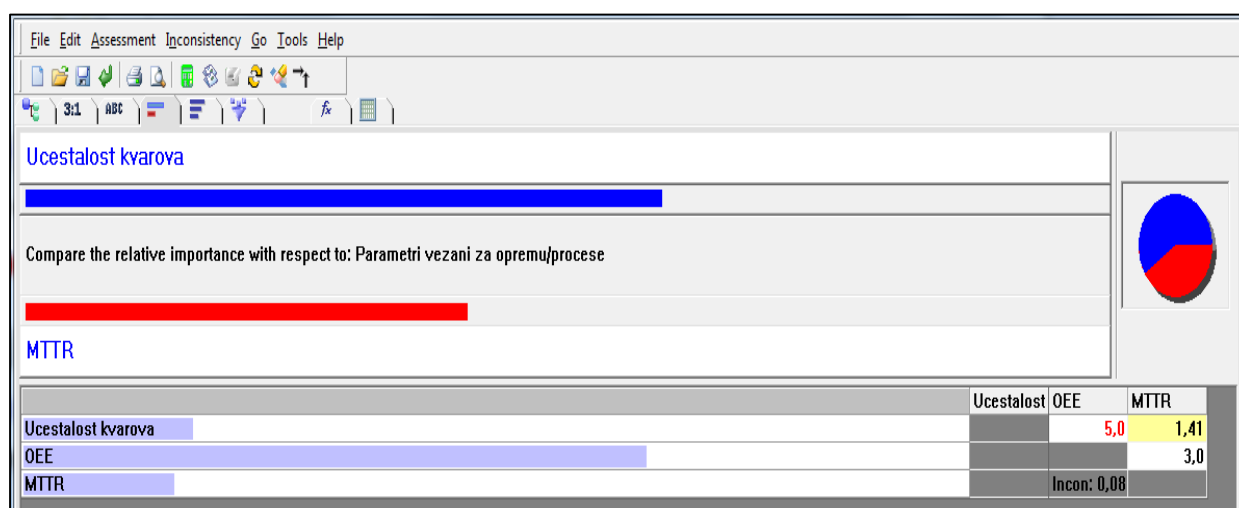 File Edit Assessment Inconsistency Go Tools Help
3:1 ABC fx
Ucestalost kvarova
Compare the relative importance with respect to: Parametri vezani za opremu/procese
MTTR
Ucestalost OEE MTTR
Ucestalost kvarova 5,0 1,41
OEE 3,0
MTTR Incon: 0,08